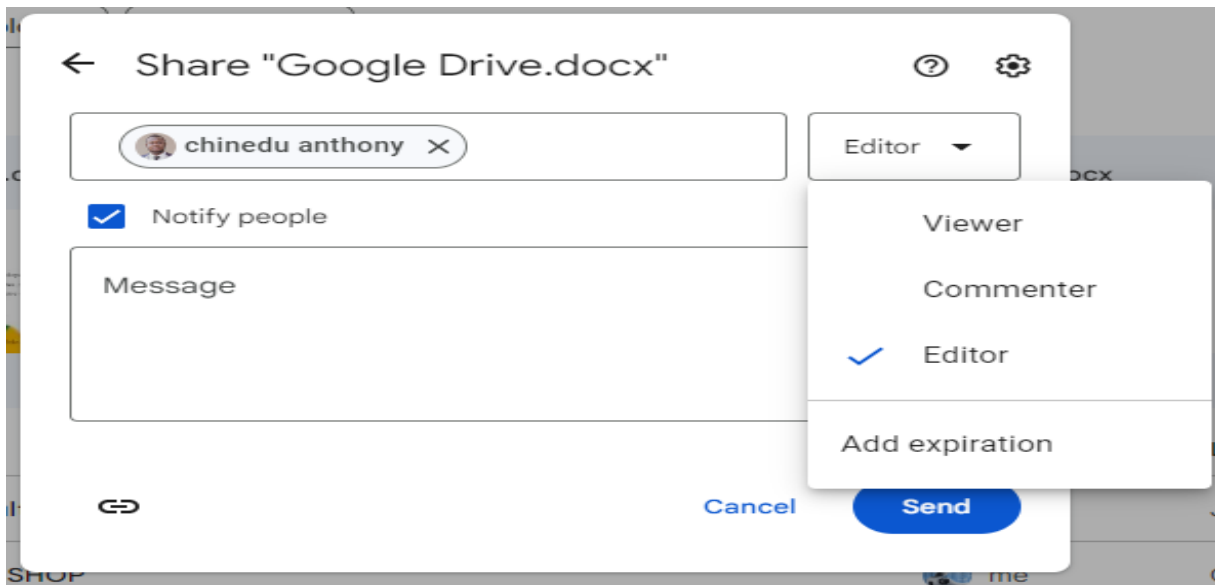 Share "Google Drive.docx"
chinedu anthony
Editor
ocx
Notify people
Viewer
Message
Commenter
Editor
Add expiration
Cancel
Send
SHOP
me